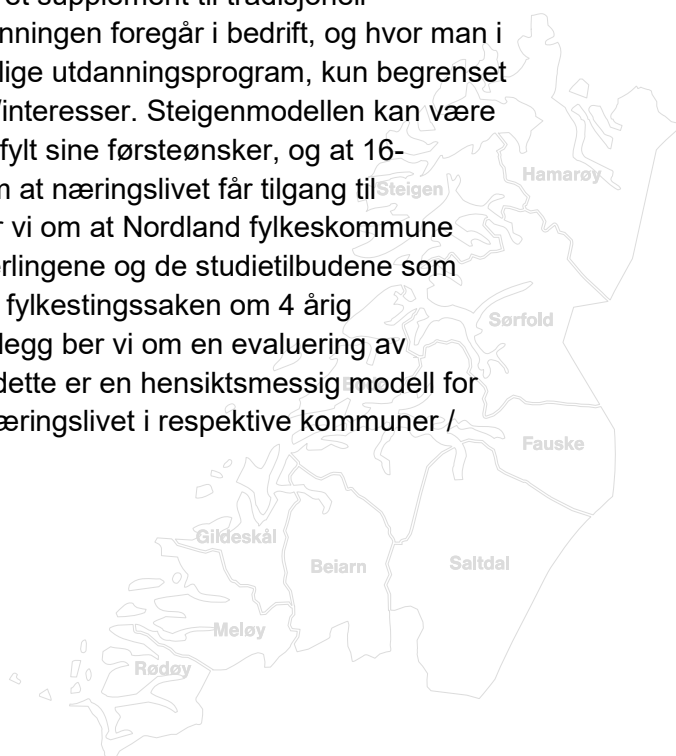 et supplement til tradisjonell
nningen foregår i bedrift, og hvor man i
lige utdanningsprogram, kun begrenset
/interesser. Steigenmodellen kan være
fylt sine førsteønsker, og at 16-
m at næringslivet får tilgang til
Steigen
Hamarøy
r vi om at Nordland fylkeskommune
erlingene og de studietilbudene som
fylkestingssaken om 4 årig
Sørfold
legg ber vi om en evaluering av
dette er en hensiktsmessig modell for
æringslivet i respektive kommuner /
Fauske
Gildeskål
Beiarn
Saltdal
Meløy
Rødøy